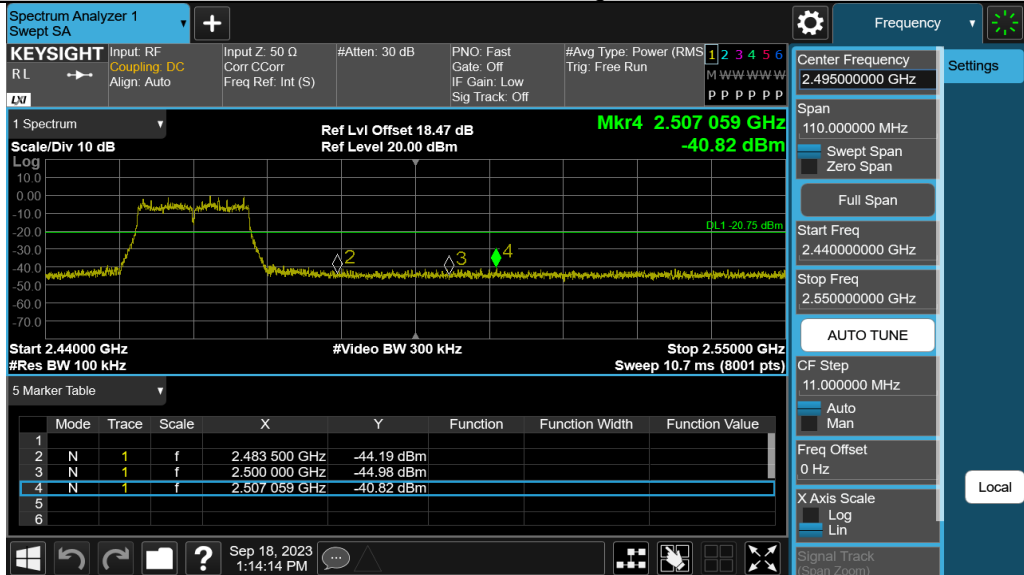 Spectrum Analyzer 1
Swept SA
+
Frequency
KEYSIGHT
R L
LXI
Input: RF
Coupling: DC
Align: Auto
Input Z: 50 Ω
Corr CCorr
Freq Ref: Int (S)
#Atten: 30 dB
PNO: Fast
Gate: Off
IF Gain: Low
Sig Track: Off
#Avg Type: Power (RMS
Trig: Free Run
1 2 3 4 5 6
M W W W W W
P P P P P P
1 Spectrum
Scale/Div 10 dB
Ref Lvl Offset 18.47 dB
Ref Level 20.00 dBm
Mkr4 2.507 059 GHz
-40.82 dBm
Log
10.0
0.00
-10.0
-20.0
-30.0
-40.0
-50.0
-60.0
-70.0
DL1 -20.75 dBm
2
3
4
Start 2.44000 GHz
#Res BW 100 kHz
#Video BW 300 kHz
Stop 2.55000 GHz
Sweep 10.7 ms (8001 pts)
5 Marker Table
Mode Trace Scale X Y Function Function Width Function Value
1
2 N 1 f 2.483 500 GHz -44.19 dBm
3 N 1 f 2.500 000 GHz -44.98 dBm
4 N 1 f 2.507 059 GHz -40.82 dBm
5
6
Center Frequency
2.495000000 GHz
Settings
Span
110.000000 MHz
Swept Span
Zero Span
Full Span
Start Freq
2.440000000 GHz
Stop Freq
2.550000000 GHz
AUTO TUNE
CF Step
11.000000 MHz
Auto
Man
Freq Offset
0 Hz
X Axis Scale
Log
Lin
Signal Track
(Span Zoom)
Local
?
Sep 18, 2023
1:14:14 PM